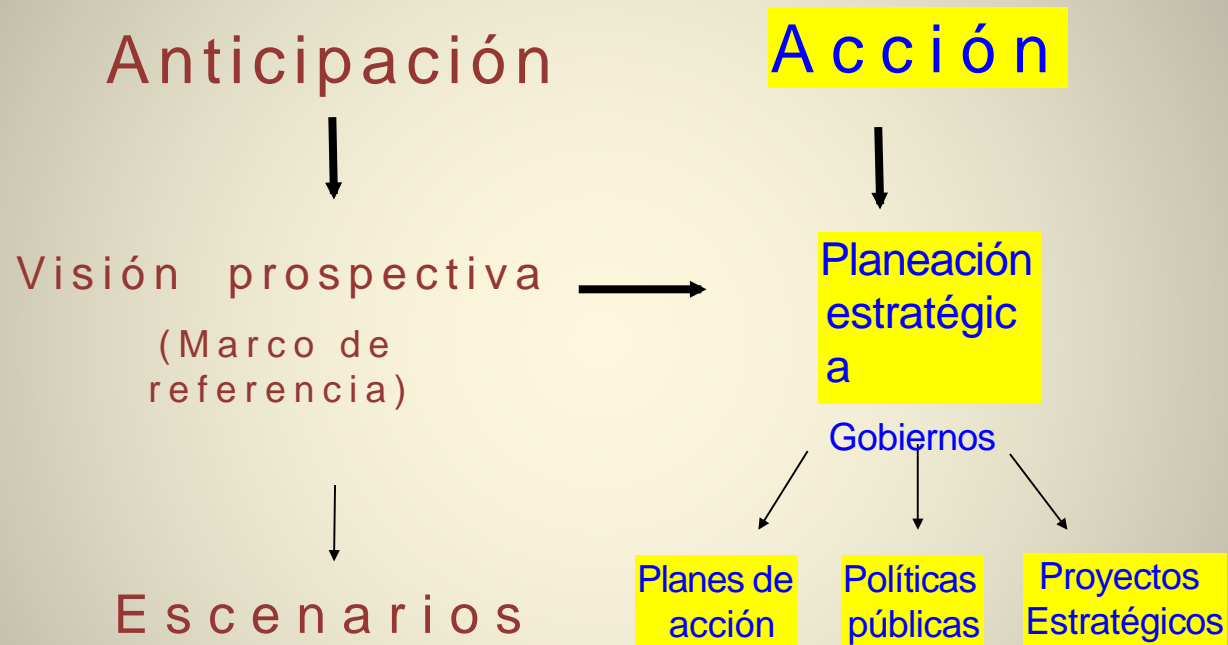 Anticipación
Acción
Visión prospectiva
(Marco de
referencia)
Planeación
estratégic
a
Gobiernos
Escenarios
Planes de
acción
Políticas
públicas
Proyectos
Estratégicos